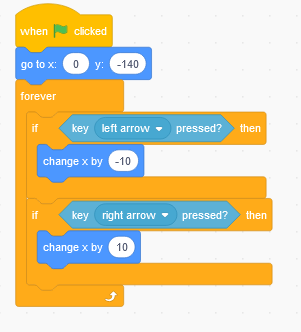 when clicked
go to x: 0 y: -140
forever
if key left arrow pressed? then
change x by -10
if key right arrow pressed? then
change x by 10